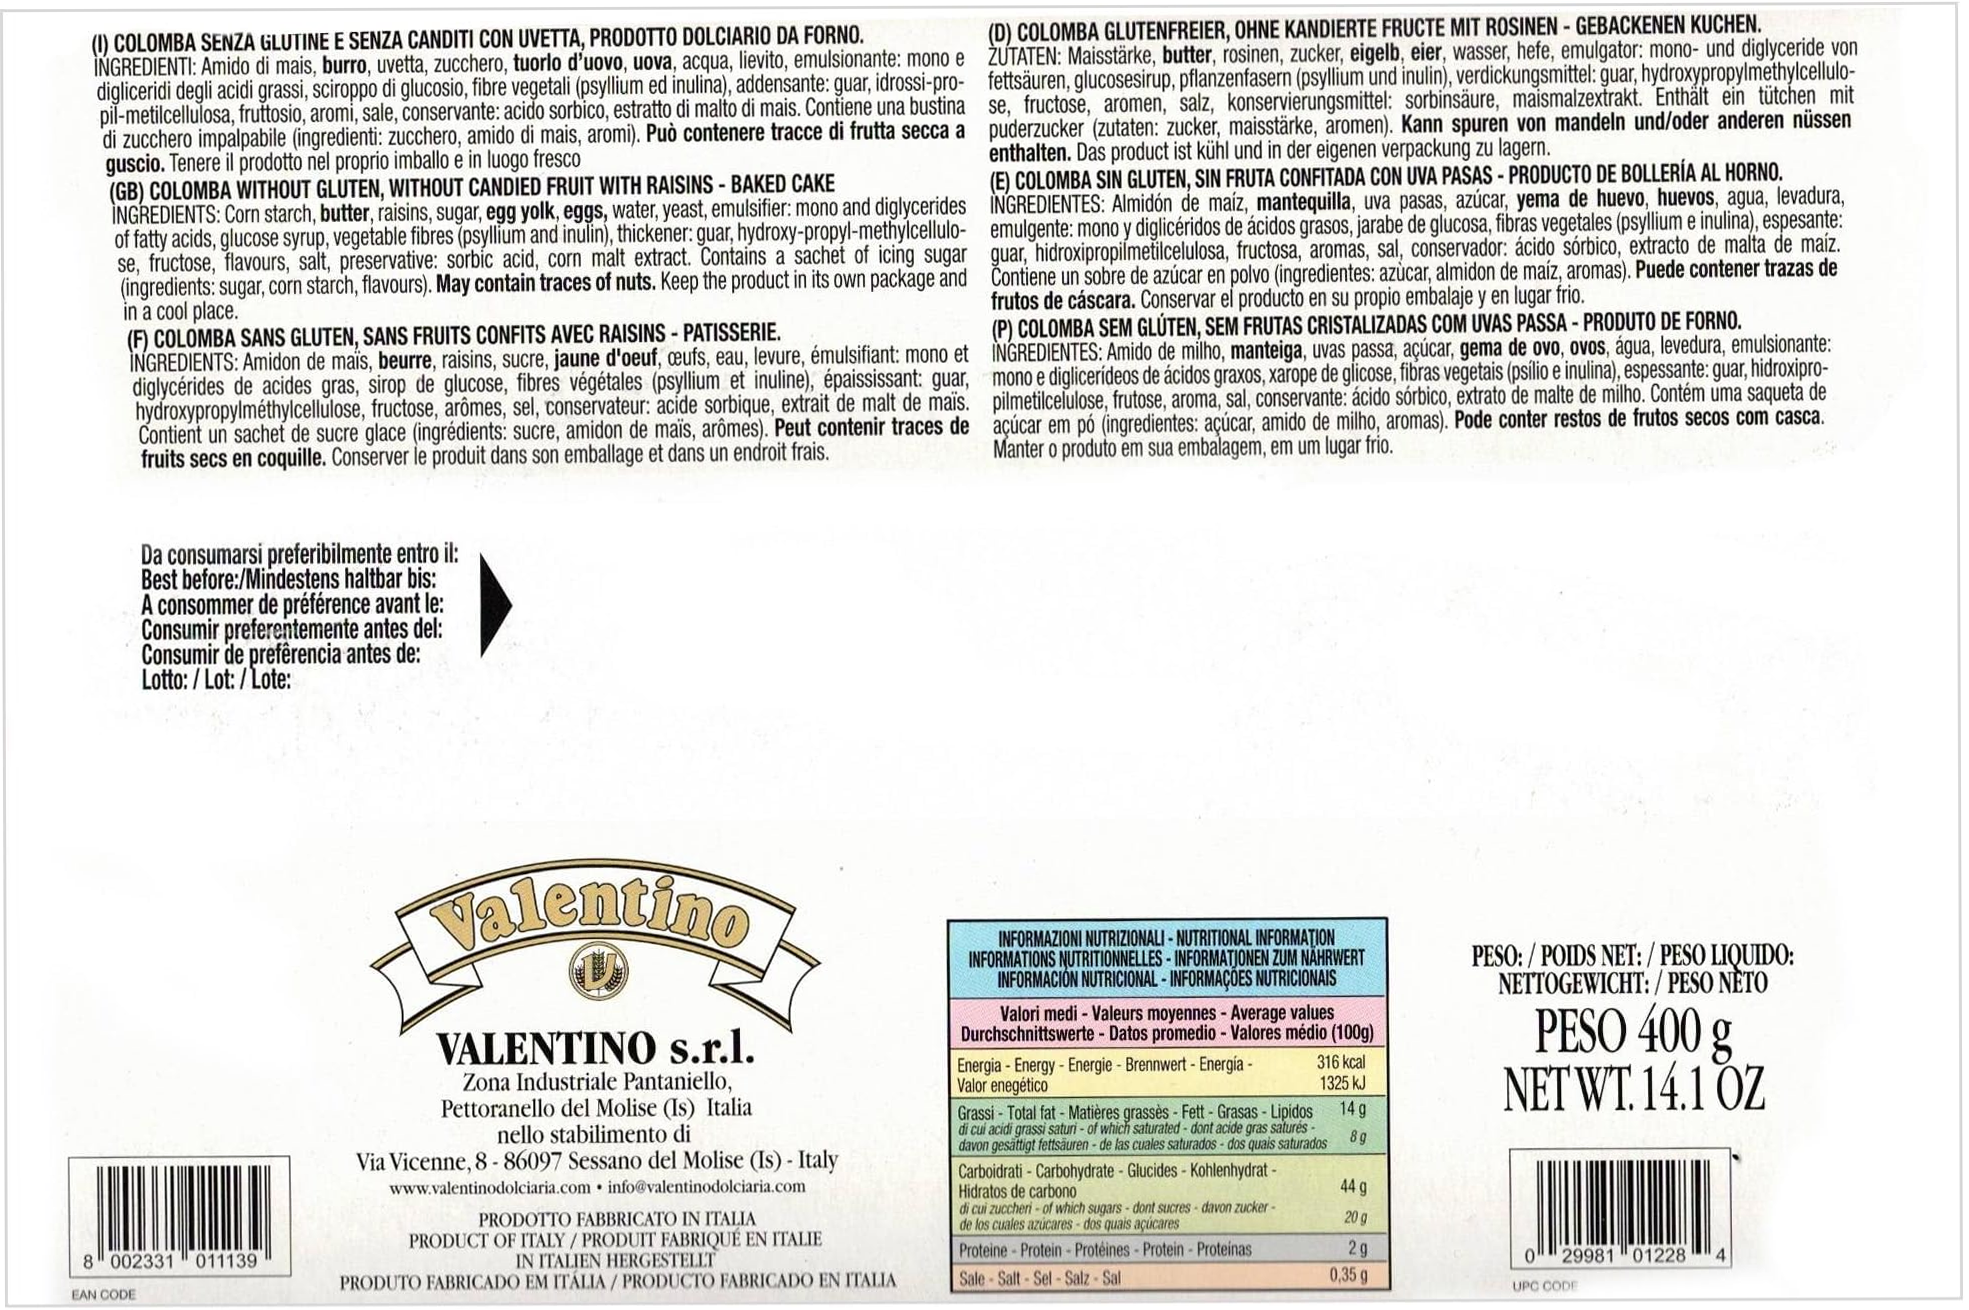 (I) COLOMBA SENZA GLUTINE E SENZA CANDITI CON UVETTA, PRODOTTO DOLCIARIO DA FORNO.
INGREDIENTI: Amido di mais, burro, uvetta, zucchero, tuorlo d'uovo, uova, acqua, lievito, emulsionante: mono e
digliceridi degli acidi grassi, sciroppo di glucosio, fibre vegetali (psyllium ed inulina), addensante: guar, idrossi-pro-
pil-metilcellulosa, fruttosio, aromi, sale, conservante: acido sorbico, estratto di malto di mais. Contiene una bustina
di zucchero impalpabile (ingredienti: zucchero, amido di mais, aromi). Può contenere tracce di frutta secca a
guscio. Tenere il prodotto nel proprio imballo e in luogo fresco
(GB) COLOMBA WITHOUT GLUTEN, WITHOUT CANDIED FRUIT WITH RAISINS - BAKED CAKE
INGREDIENTS: Corn starch, butter, raisins, sugar, egg yolk, eggs, water, yeast, emulsifier: mono and diglycerides
of fatty acids, glucose syrup, vegetable fibres (psyllium and inulin), thickener: guar, hydroxy-propyl-methylcellulo-
se, fructose, flavours, salt, preservative: sorbic acid, corn malt extract. Contains a sachet of icing sugar
(ingredients: sugar, corn starch, flavours). May contain traces of nuts. Keep the product in its own package and
in a cool place.
(F) COLOMBA SANS GLUTEN, SANS FRUITS CONFITS AVEC RAISINS - PATISSERIE.
INGREDIENTS: Amidon de maïs, beurre, raisins, sucre, jaune d'oeuf, œufs, eau, levure, émulsifiant: mono et
diglycérides de acides gras, sirop de glucose, fibres végétales (psyllium et inuline), épaississant: guar,
hydroxypropylméthylcellulose, fructose, arômes, sel, conservateur: acide sorbique, extrait de malt de maïs.
Contient un sachet de sucre glace (ingrédients: sucre, amidon de maïs, arômes). Peut contenir traces de
fruits secs en coquille. Conserver le produit dans son emballage et dans un endroit frais.
(D) COLOMBA GLUTENFREIER, OHNE KANDIERTE FRUCTE MIT ROSINEN - GEBACKENEN KUCHEN.
ZUTATEN: Maisstärke, butter, rosinen, zucker, eigelb, eier, wasser, hefe, emulgator: mono- und diglyceride von
fettsäuren, glucosesirup, pflanzenfasern (psyllium und inulin), verdickungsmittel: guar, hydroxypropylmethylcellulo-
se, fructose, aromen, salz, konservierungsmittel: sorbinsäure, maismalzextrakt. Enthält ein tütchen mit
puderzucker (zutaten: zucker, maisstärke, aromen). Kann spuren von mandeln und/oder anderen nüssen
enthalten. Das product ist kühl und in der eigenen verpackung zu lagern.
(E) COLOMBA SIN GLUTEN, SIN FRUTA CONFITADA CON UVA PASAS - PRODUCTO DE BOLLERÍA AL HORNO.
INGREDIENTES: Almidón de maíz, mantequilla, uva pasas, azúcar, yema de huevo, huevos, agua, levadura,
emulgente: mono y diglicéridos de ácidos grasos, jarabe de glucosa, fibras vegetales (psyllium e inulina), espesante:
guar, hidroxipropilmetilcelulosa, fructosa, aromas, sal, conservador: ácido sórbico, extracto de malta de maíz.
Contiene un sobre de azúcar en polvo (ingredientes: azùcar, almidon de maíz, aromas). Puede contener trazas de
frutos de cáscara. Conservar el producto en su propio embalaje y en lugar frio.
(P) COLOMBA SEM GLÚTEN, SEM FRUTAS CRISTALIZADAS COM UVAS PASSA - PRODUTO DE FORNO.
INGREDIENTES: Amido de milho, manteiga, uvas passa, açúcar, gema de ovo, ovos, água, levedura, emulsionante:
mono e diglicerídeos de ácidos graxos, xarope de glicose, fibras vegetais (psílio e inulina), espessante: guar, hidroxipro-
pilmetilcelulose, frutose, aroma, sal, conservante: ácido sórbico, extrato de malte de milho. Contém uma saqueta de
açúcar em pó (ingredientes: açúcar, amido de milho, aromas). Pode conter restos de frutos secos com casca.
Manter o produto em sua embalagem, em um lugar frio.
Da consumarsi preferibilmente entro il:
Best before:/Mindestens haltbar bis:
A consommer de préférence avant le:
Consumir preferentemente antes del:
Consumir de preferência antes de:
Lotto: / Lot: / Lote:
Valentino
V
VALENTINO s.r.l.
Zona Industriale Pantaniello,
Pettoranello del Molise (Is) Italia
nello stabilimento di
Via Vicenne, 8 - 86097 Sessano del Molise (Is) - Italy
www.valentinodolciaria.com • info@valentinodolciaria.com
PRODOTTO FABBRICATO IN ITALIA
PRODUCT OF ITALY / PRODUIT FABRIQUÉ EN ITALIE
IN ITALIEN HERGESTELLT
PRODUTO FABRICADO EM ITÁLIA / PRODUCTO FABRICADO EN ITALIA
8 002331 011139
EAN CODE
INFORMAZIONI NUTRIZIONALI - NUTRITIONAL INFORMATION
INFORMATIONS NUTRITIONNELLES - INFORMATIONEN ZUM NÄHRWERT
INFORMACIÓN NUTRICIONAL - INFORMAÇÕES NUTRICIONAIS
Valori medi - Valeurs moyennes - Average values
Durchschnittswerte - Datos promedio - Valores médio (100g)
Energia - Energy - Energie - Brennwert - Energía - 316 kcal
Valor enegético 1325 kJ
Grassi - Total fat - Matières grassès - Fett - Grasas - Lipidos 14 g
di cui acidi grassi saturi - of which saturated - dont acide gras saturés -
davon gesättigt fettsäuren - de las cuales saturados - dos quais saturados 8 g
Carboidrati - Carbohydrate - Glucides - Kohlenhydrat -
Hidratos de carbono 44 g
di cui zuccheri - of which sugars - dont sucres - davon zucker -
de los cuales azúcares - dos quais açúcares 20 g
Proteine - Protein - Protéines - Protein - Proteínas 2 g
Sale - Salt - Sel - Salz - Sal 0,35 g
PESO: / POIDS NET: / PESO LIQUIDO:
NETTOGEWICHT: / PESO NETO
PESO 400 g
NET WT. 14.1 OZ
0 29981 01228 4
UPC CODE